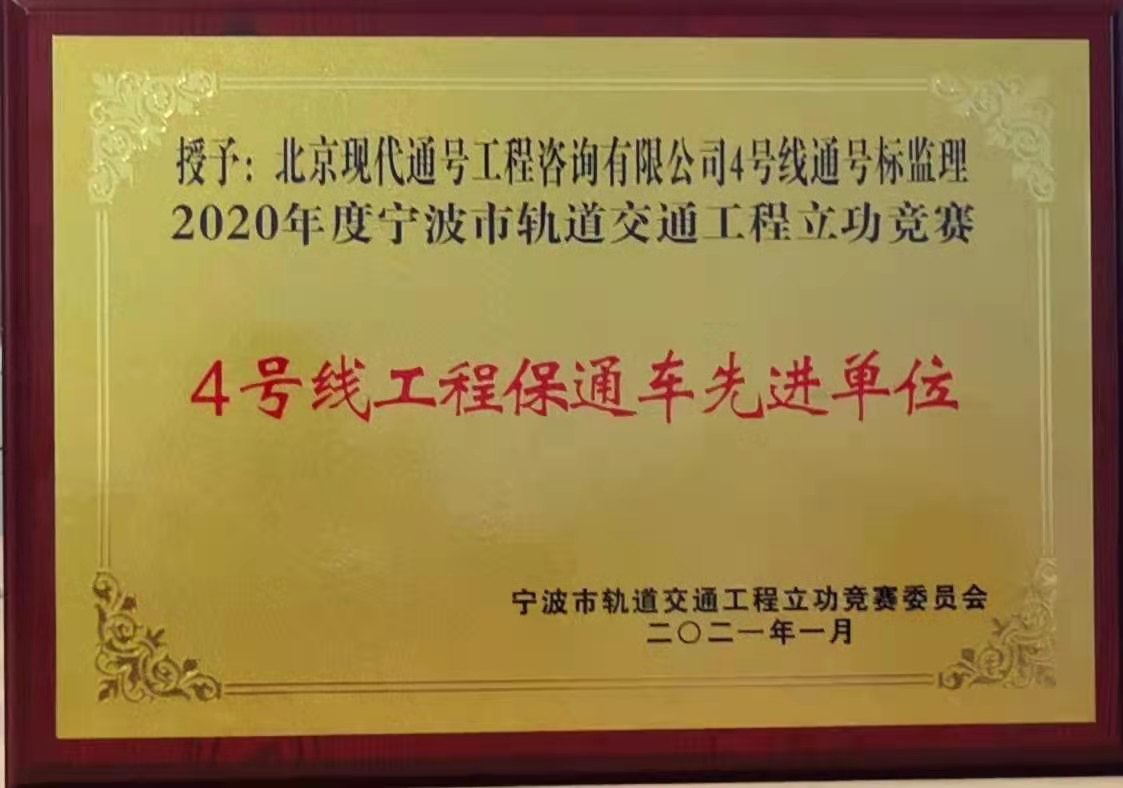 授予：北京现代通号工程咨询有限公司4号线通号标监理
2020年度宁波市轨道交通工程立功竞赛
4号线工程保通车先进单位
宁波市轨道交通工程立功竞赛委员会
二〇二一年一月